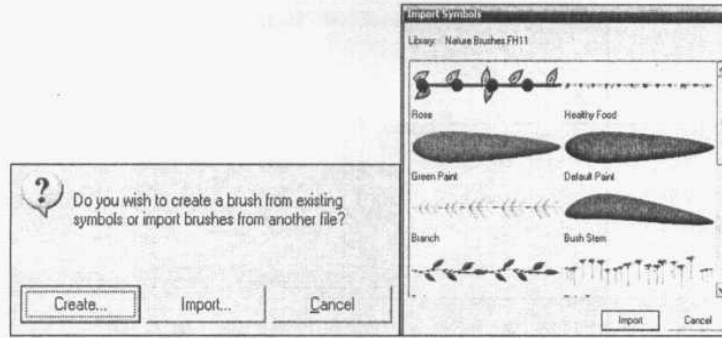 Do you wish to create a brush from existing
symbols or import brushes from another file?
Create...
Import...
Cancel
Import Symbols
Library: Nature Brushes FH11
Rose
Healthy Food
Green Paint
Default Paint
Branch
Bush Stem
Import
Cancel